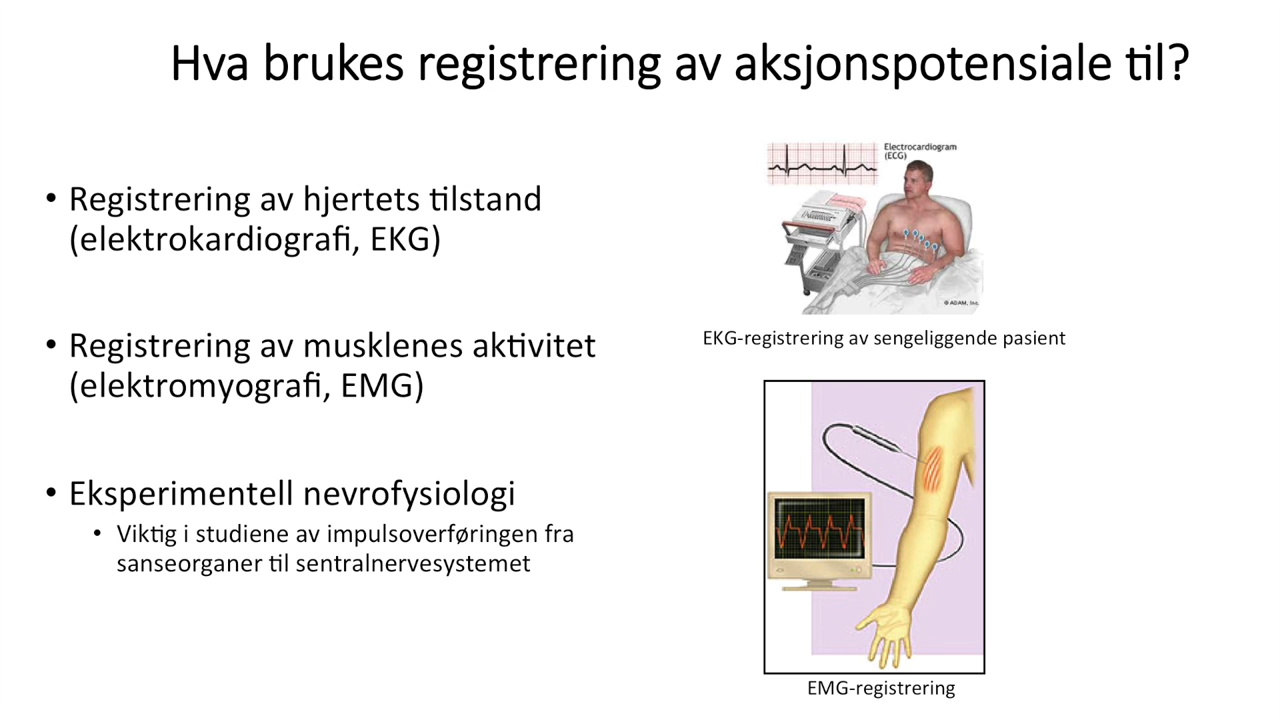 Hva brukes registrering av aksjonspotensiale til?
• Registrering av hjertets tilstand
(elektrokardiografi, EKG)
• Registrering av musklenes aktivitet
(elektromyografi, EMG)
• Eksperimentell nevrofysiologi
• Viktig i studiene av impulsoverføringen fra
sanseorganer til sentralnervesystemet
Electrocardiogram
(ECG)
© ADAM, Inc.
EKG-registrering av sengeliggende pasient
EMG-registrering